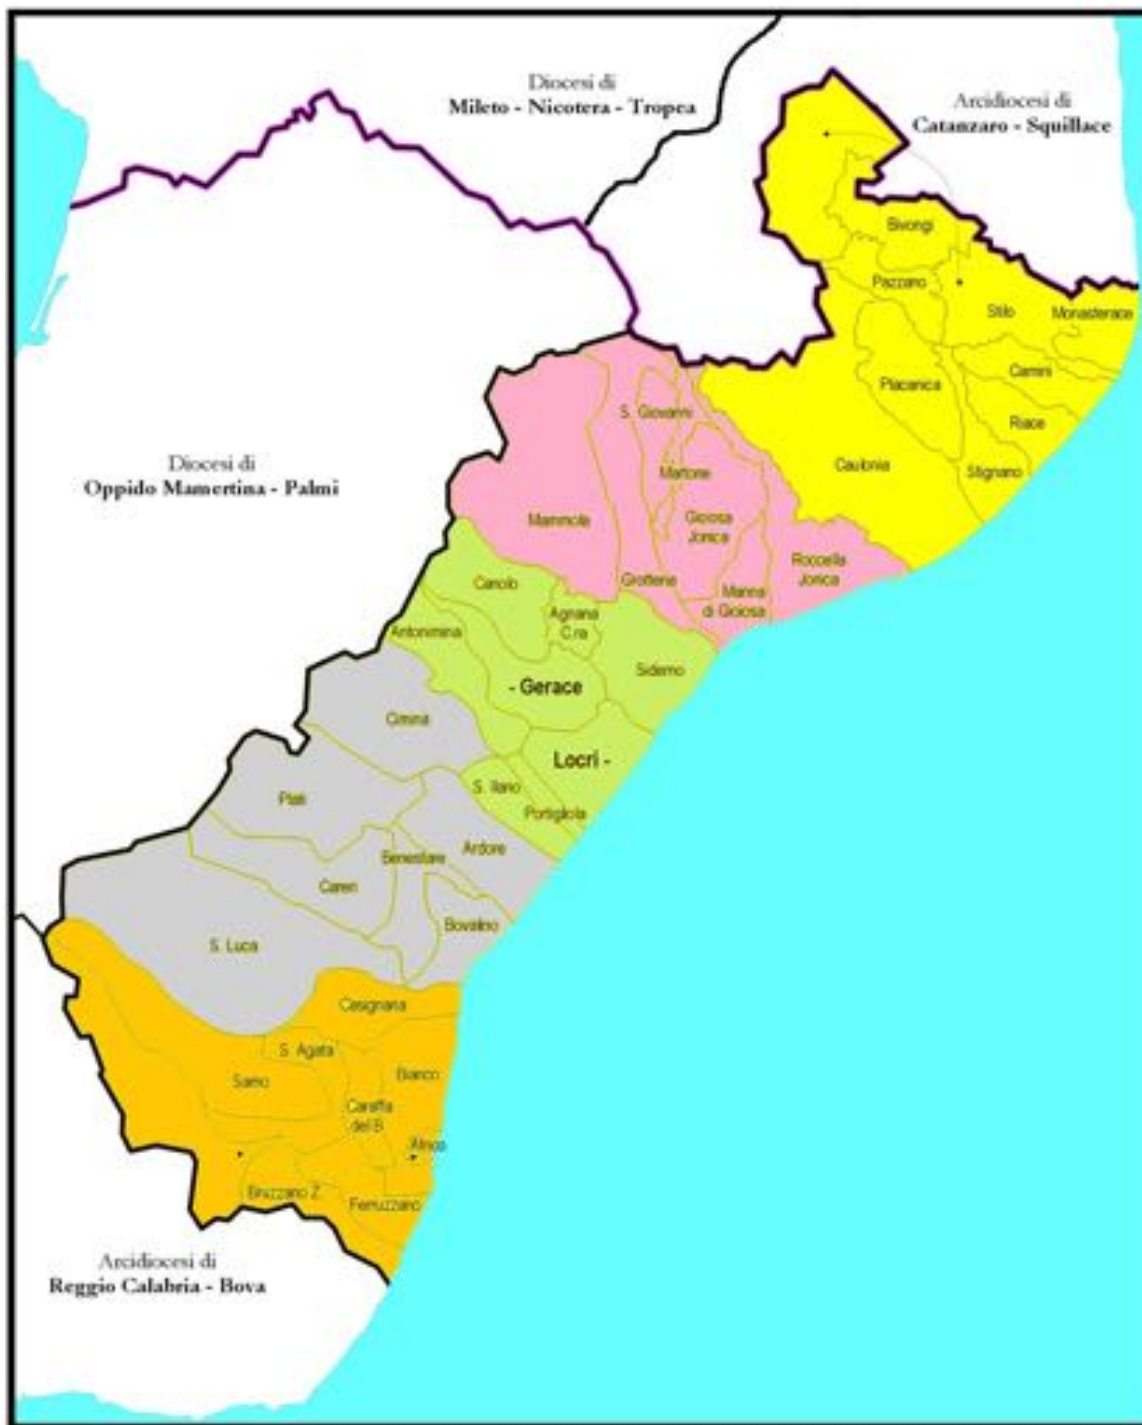 Diocesi di
Mileto - Nicotera - Tropea
Arcidiocesi di
Catanzaro - Squillace
Bivongi
Pazzano
Stilo
Monasterace
Placanica
Camini
Riace
Stignano
Caulonia
S. Giovanni
Martone
Gioiosa
Jonica
Mammola
Grotteria
Marina
di Gioiosa
Roccella
Jonica
Diocesi di
Oppido Mamertina - Palmi
Canolo
Agnana
C.ra
Antonimina
Siderno
- Gerace
Locri -
S. Ilario
Portigliola
Ciminà
Platì
Ardore
Benestare
Careri
Bovalino
S. Luca
Casignana
S. Agata
Samo
Bianco
Caraffa
del B
Africo
Bruzzano Z.
Ferruzzano
Arcidiocesi di
Reggio Calabria - Bova